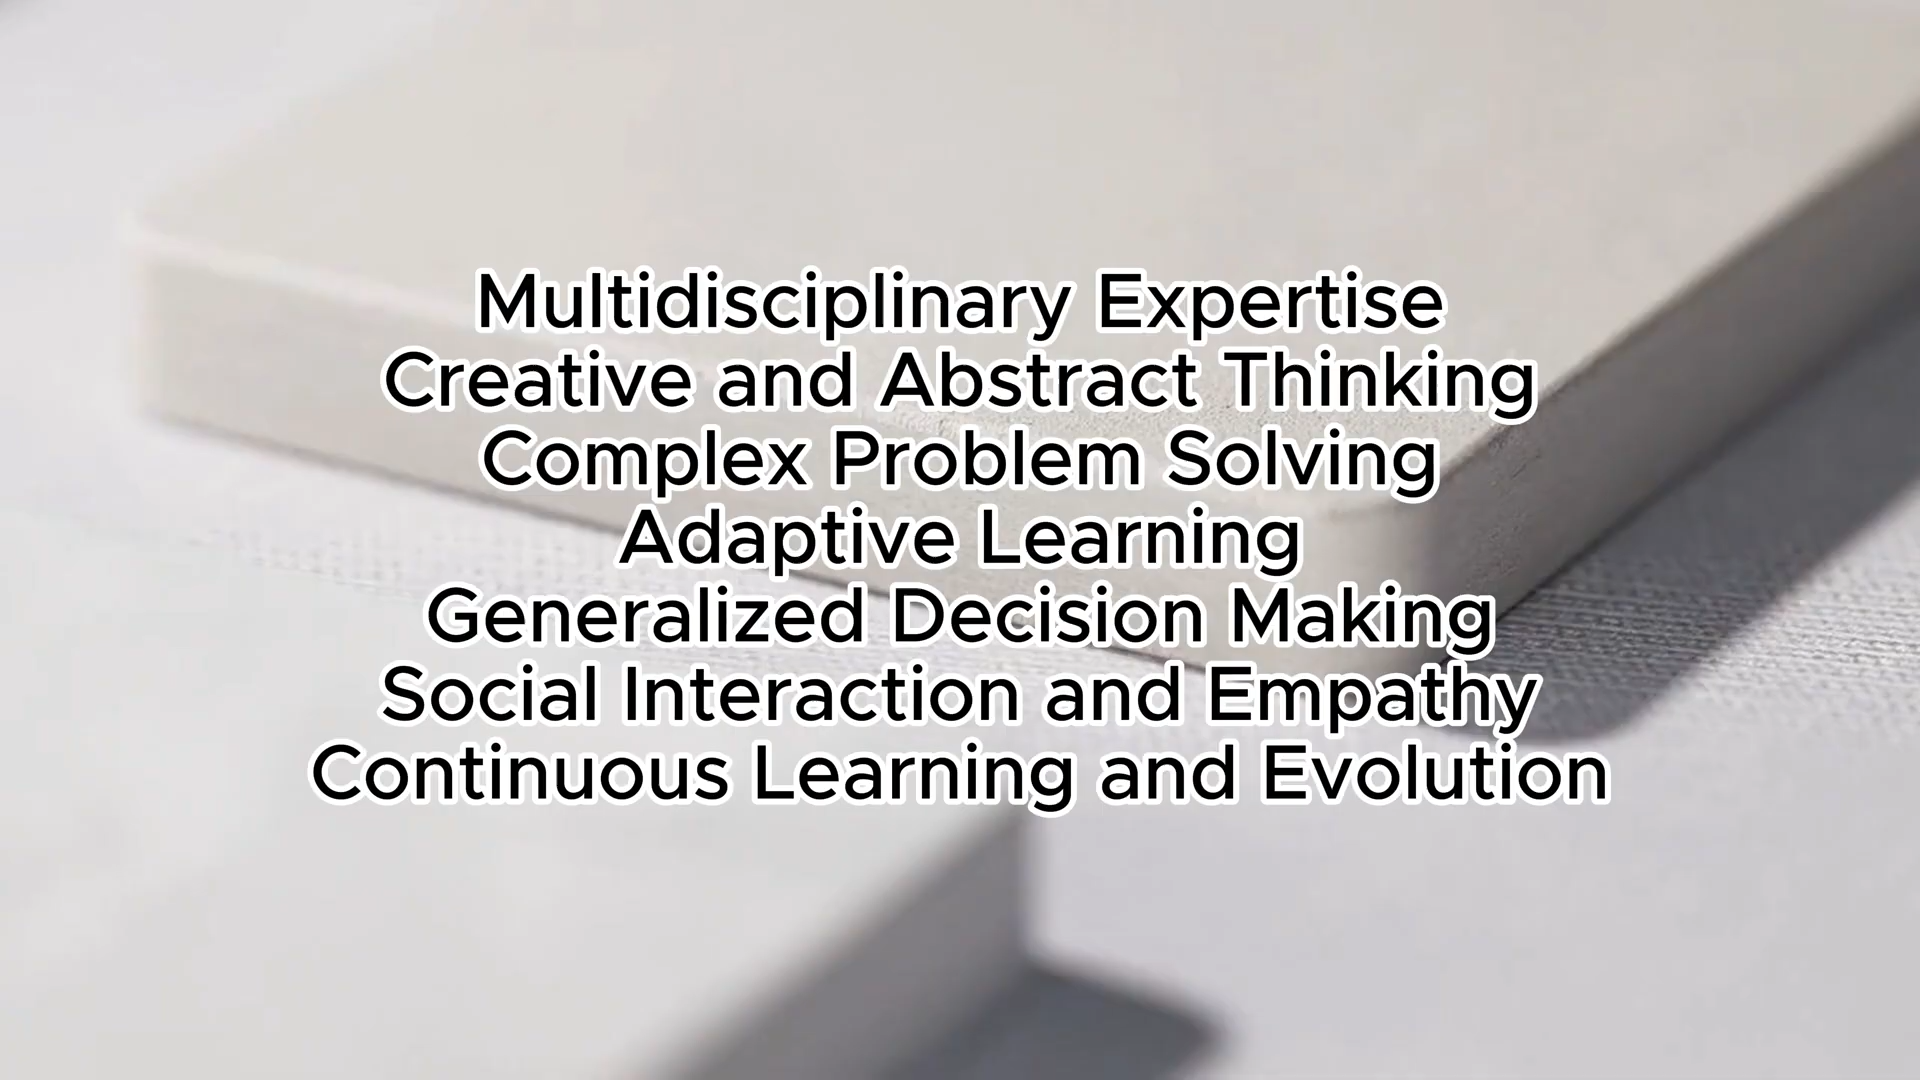 Multidisciplinary Expertise
Creative and Abstract Thinking
Complex Problem Solving
Adaptive Learning
Generalized Decision Making
Social Interaction and Empathy
Continuous Learning and Evolution